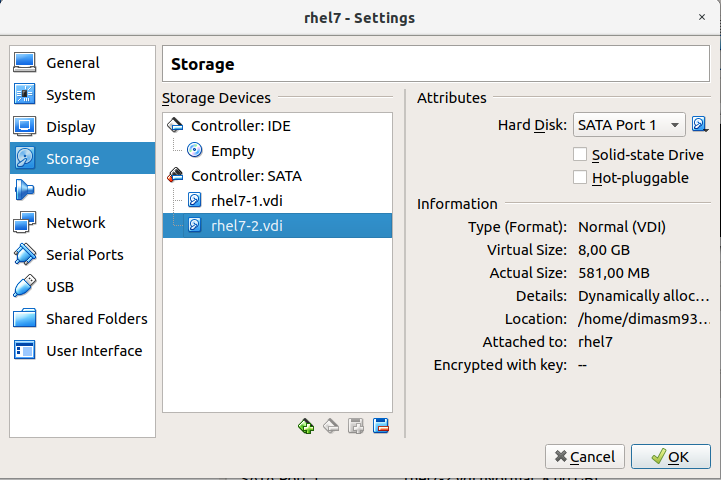 rhel7 - Settings
General
System
Display
Storage
Audio
Network
Serial Ports
USB
Shared Folders
User Interface
Storage
Storage Devices
Controller: IDE
Empty
Controller: SATA
rhel7-1.vdi
rhel7-2.vdi
Attributes
Hard Disk: SATA Port 1
Solid-state Drive
Hot-pluggable
Information
Type (Format): Normal (VDI)
Virtual Size: 8,00 GB
Actual Size: 581,00 MB
Details: Dynamically alloc...
Location: /home/dimasm93...
Attached to: rhel7
Encrypted with key: --
Cancel
OK